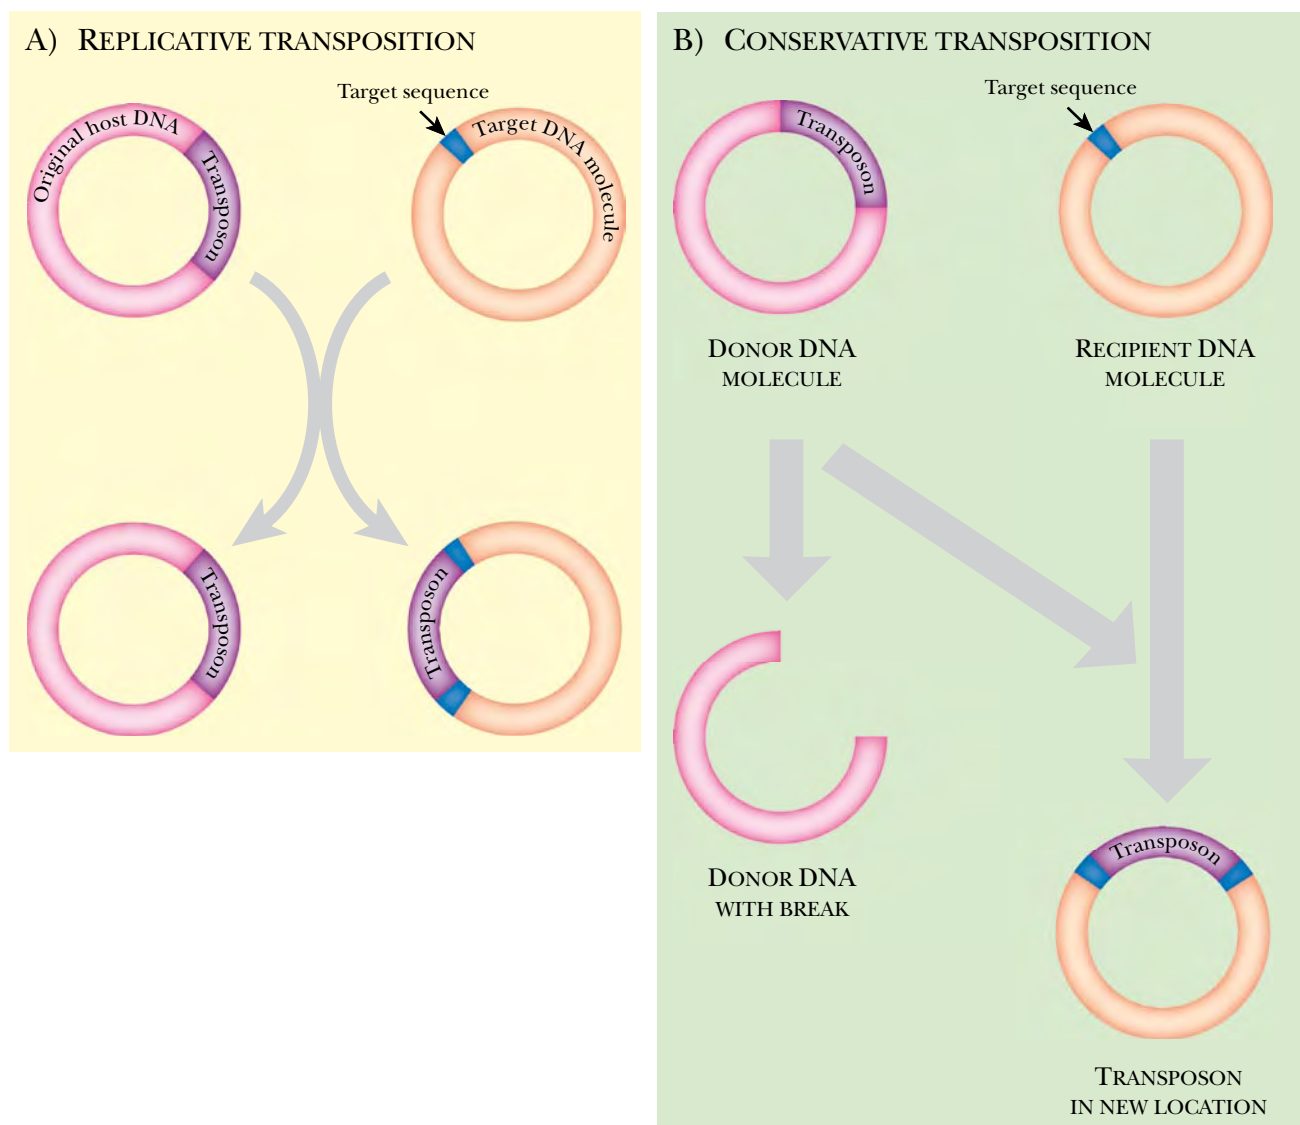 A) REPLICATIVE TRANSPOSITION
Target sequence
Original host DNA
Transposon
Target DNA molecule
Transposon
Transposon
B) CONSERVATIVE TRANSPOSITION
Target sequence
Transposon
DONOR DNA
MOLECULE
RECIPIENT DNA
MOLECULE
DONOR DNA
WITH BREAK
Transposon
TRANSPOSON
IN NEW LOCATION